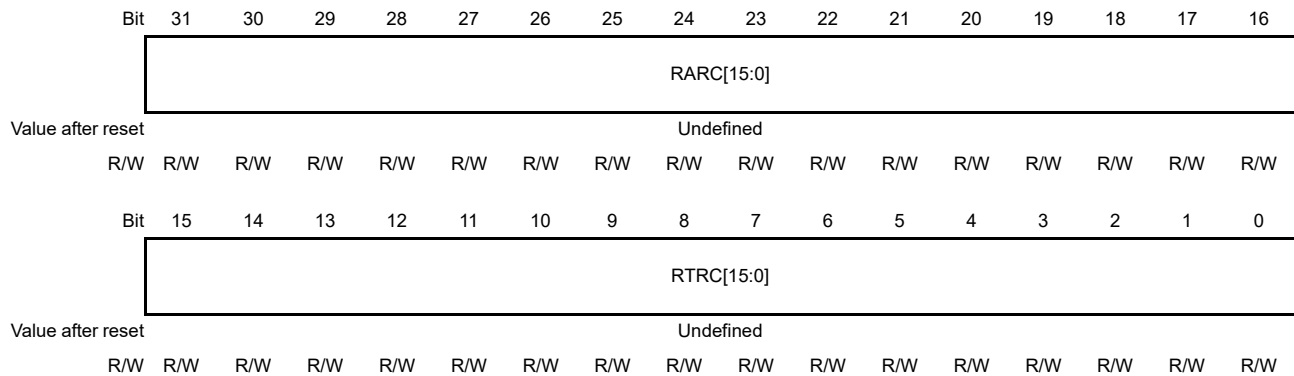 Bit 31 30 29 28 27 26 25 24 23 22 21 20 19 18 17 16
RARC[15:0]
Value after reset Undefined
R/W R/W R/W R/W R/W R/W R/W R/W R/W R/W R/W R/W R/W R/W R/W R/W R/W
Bit 15 14 13 12 11 10 9 8 7 6 5 4 3 2 1 0
RTRC[15:0]
Value after reset Undefined
R/W R/W R/W R/W R/W R/W R/W R/W R/W R/W R/W R/W R/W R/W R/W R/W R/W